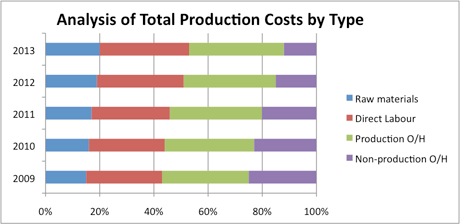 Analysis of Total Production Costs by Type
2013
2012
2011
2010
2009
0% 20% 40% 60% 80% 100%
Raw materials
Direct Labour
Production O/H
Non-production O/H